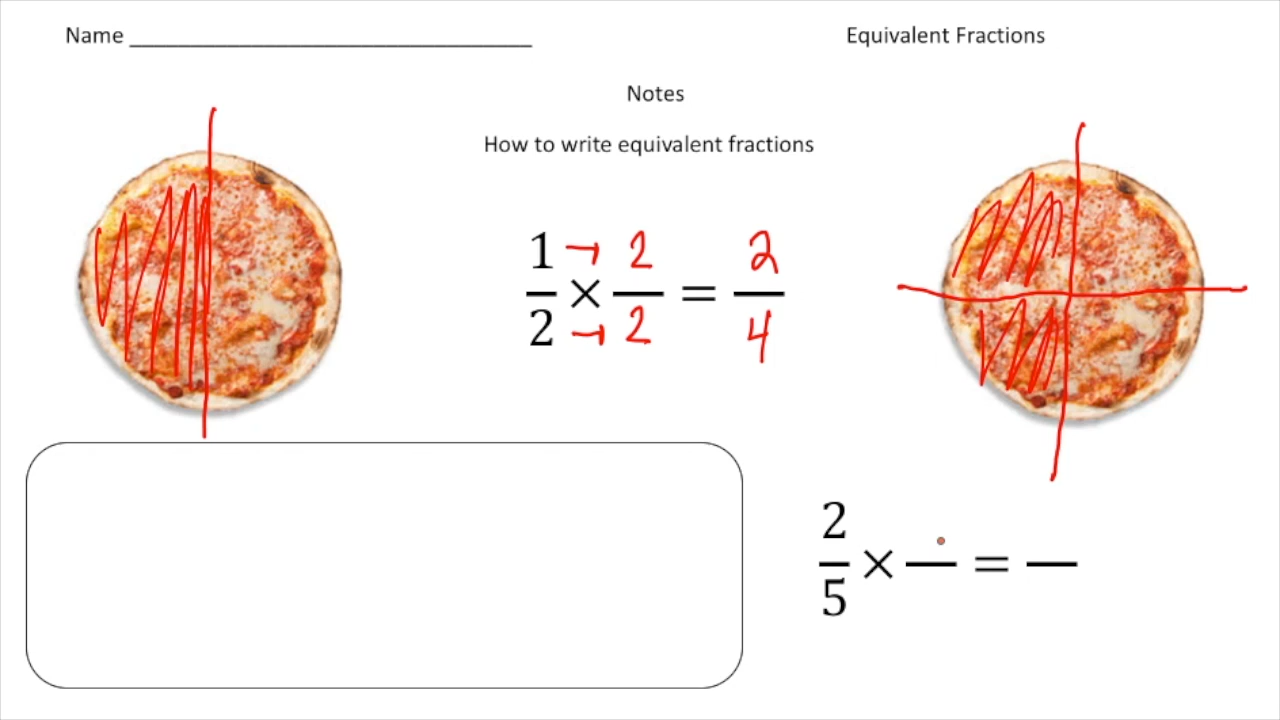 Name ___________________________________ Equivalent Fractions
Notes
How to write equivalent fractions
1 → 2 2
— × — = —
2 → 2 4
2
— × — = —
5